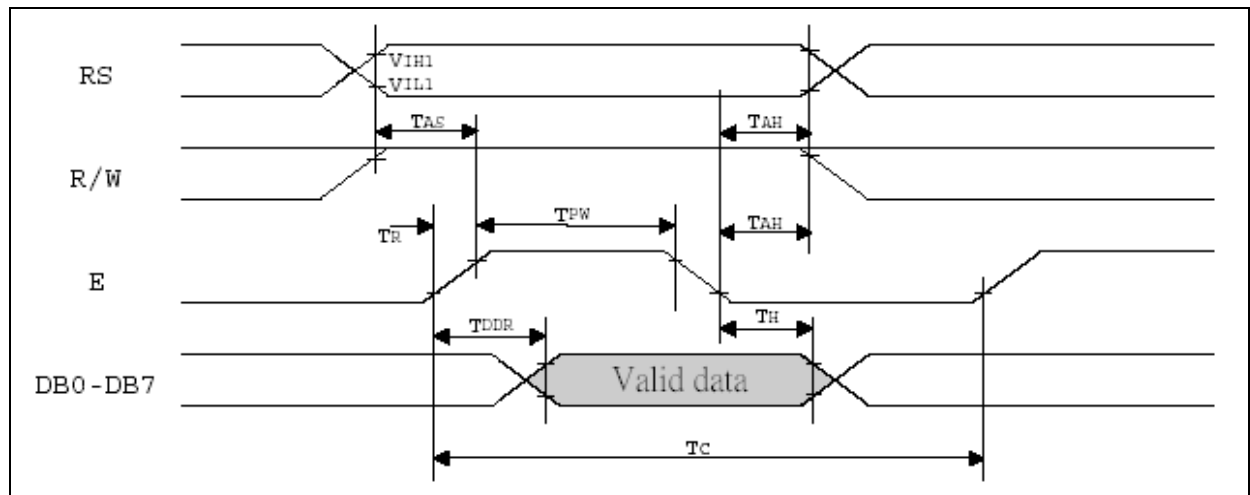 RS
VIH1
VIL1
TAS
TAH
R/W
TPW
TR
TAH
E
TDDR
TH
DB0-DB7
Valid data
TC